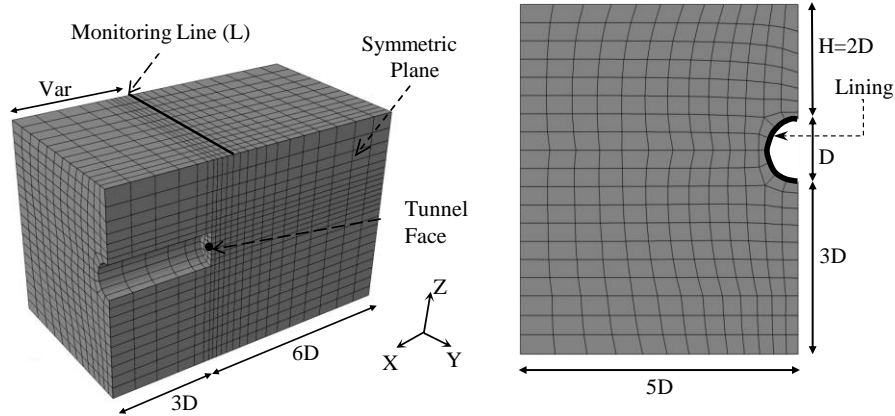 Monitoring Line (L)
Var
Symmetric
Plane
Tunnel
Face
Z
X
Y
6D
3D
H=2D
Lining
D
3D
5D